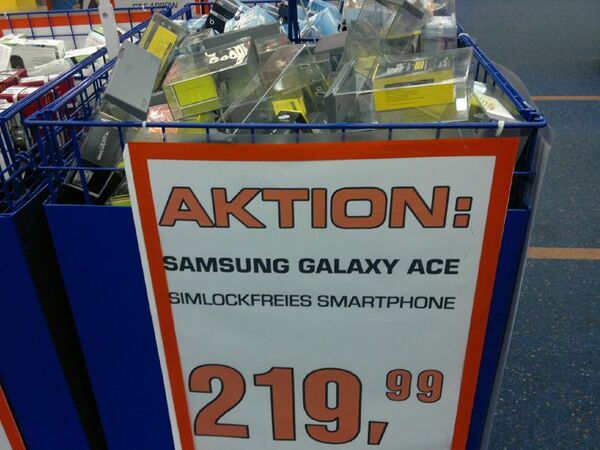 AKTION:
SAMSUNG GALAXY ACE
SIMLOCKFREIES SMARTPHONE
219,99